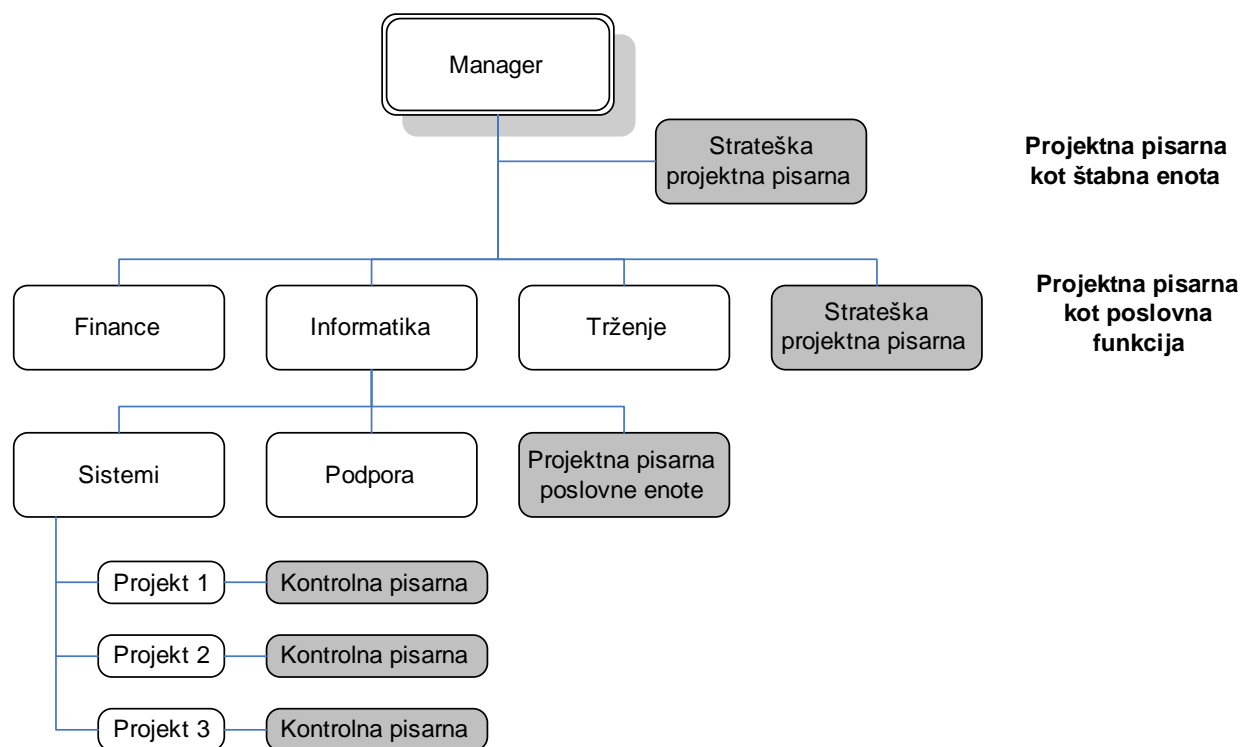 Manager
Strateška
projektna pisarna
Projektna pisarna
kot štabna enota
Finance
Informatika
Trženje
Strateška
projektna pisarna
Projektna pisarna
kot poslovna
funkcija
Sistemi
Podpora
Projektna pisarna
poslovne enote
Projekt 1
Kontrolna pisarna
Projekt 2
Kontrolna pisarna
Projekt 3
Kontrolna pisarna